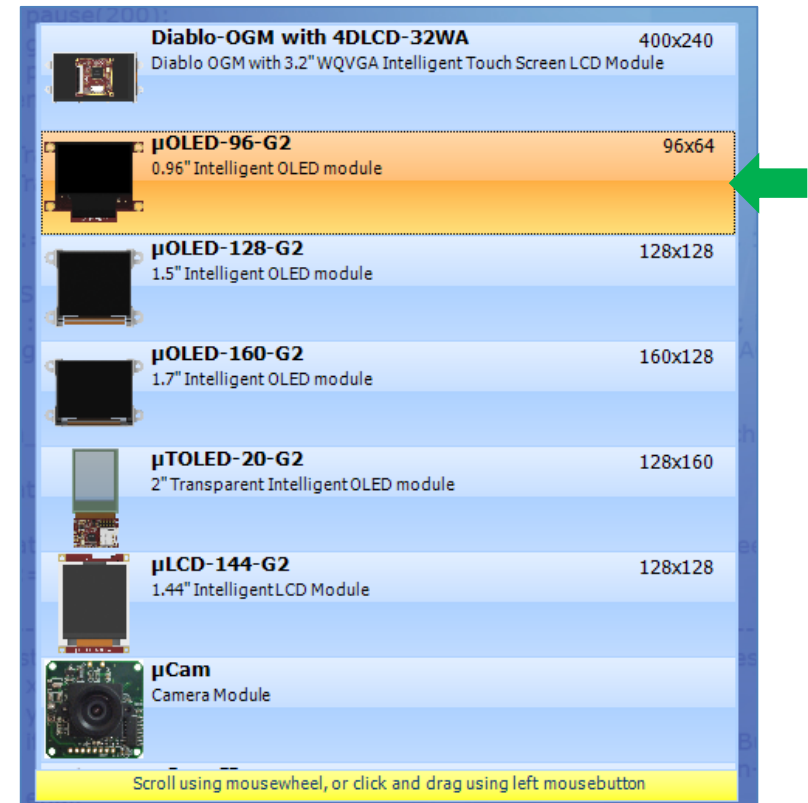 pause(200);
Diablo-OGM with 4DLCD-32WA 400x240
Diablo OGM with 3.2" WQVGA Intelligent Touch Screen LCD Module
µOLED-96-G2 96x64
0.96" Intelligent OLED module
µOLED-128-G2 128x128
1.5" Intelligent OLED module
µOLED-160-G2 160x128
1.7" Intelligent OLED module
µTOLED-20-G2 128x160
2" Transparent Intelligent OLED module
µLCD-144-G2 128x128
1.44" Intelligent LCD Module
µCam
Camera Module
Scroll using mousewheel, or click and drag using left mousebutton